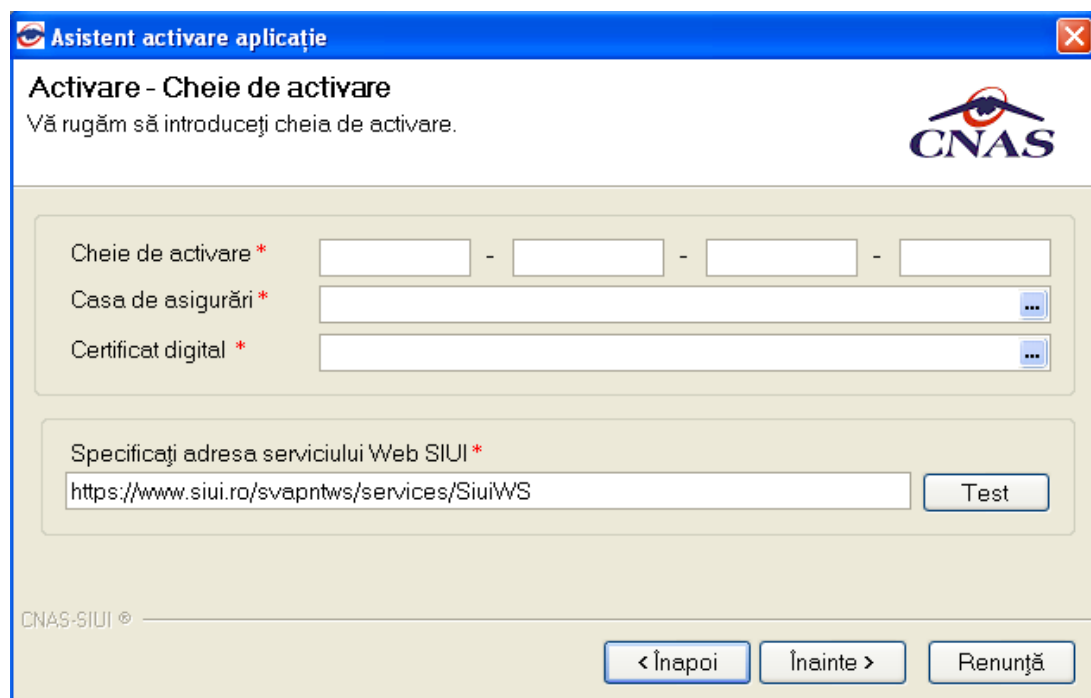 Asistent activare aplicație
Activare - Cheie de activare
Vă rugăm să introduceţi cheia de activare.
CNAS
Cheie de activare * - - -
Casa de asigurări * ...
Certificat digital * ...
Specificaţi adresa serviciului Web SIUI *
https://www.siui.ro/svapntws/services/SiuiWS Test
CNAS-SIUI ®
< Înapoi Înainte > Renunţă